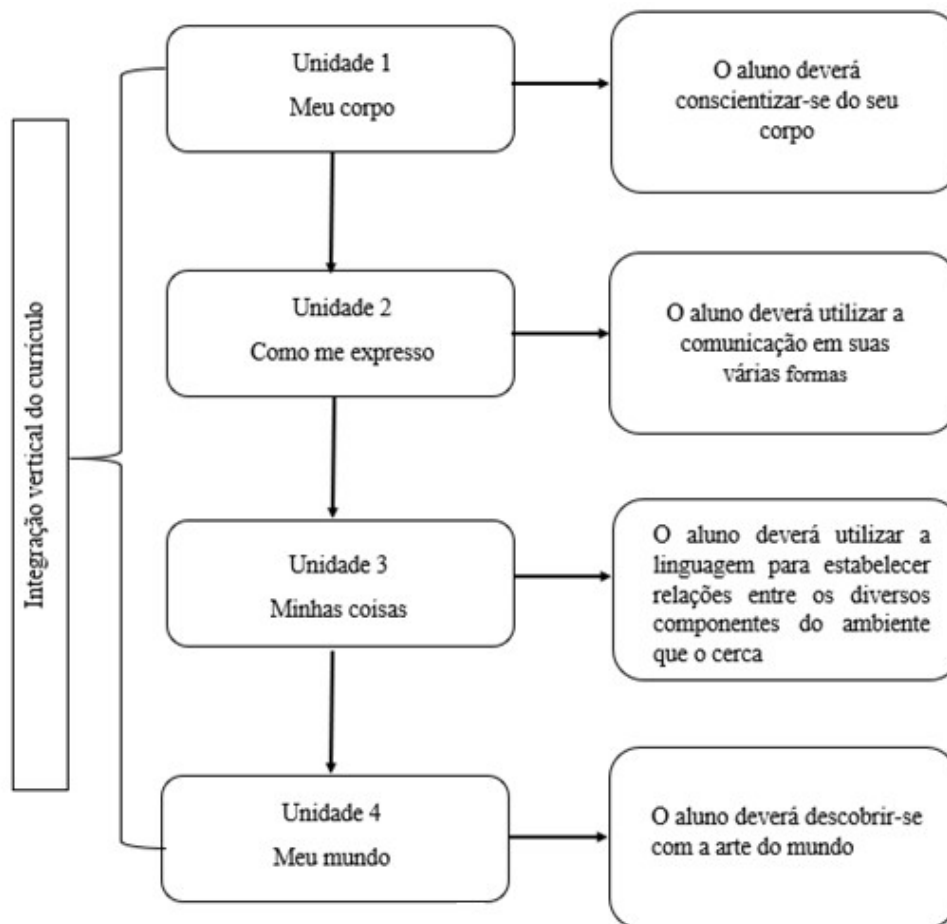 Integração vertical do currículo
Unidade 1
Meu corpo
O aluno deverá
conscientizar-se do seu
corpo
Unidade 2
Como me expresso
O aluno deverá utilizar a
comunicação em suas
várias formas
Unidade 3
Minhas coisas
O aluno deverá utilizar a
linguagem para estabelecer
relações entre os diversos
componentes do ambiente
que o cerca
Unidade 4
Meu mundo
O aluno deverá descobrir-se
com a arte do mundo